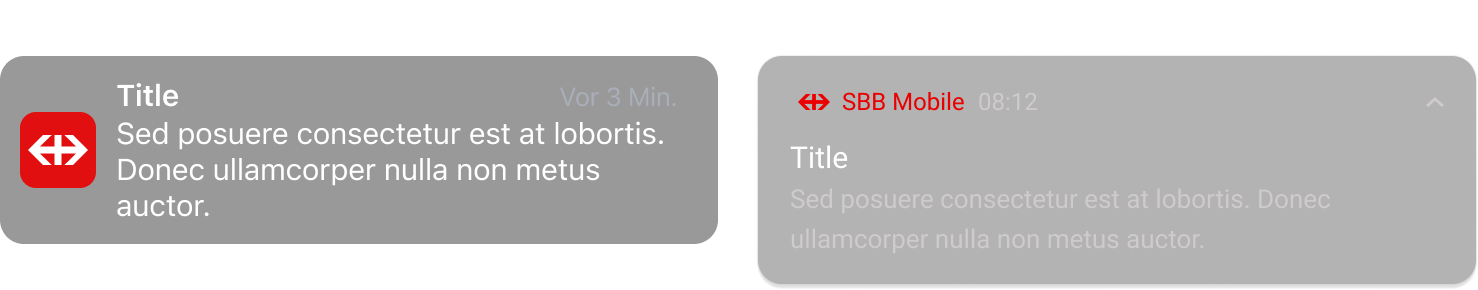 Title
Vor 3 Min.
Sed posuere consectetur est at lobortis.
Donec ullamcorper nulla non metus
auctor.
SBB Mobile 08:12
Title
Sed posuere consectetur est at lobortis. Donec
ullamcorper nulla non metus auctor.